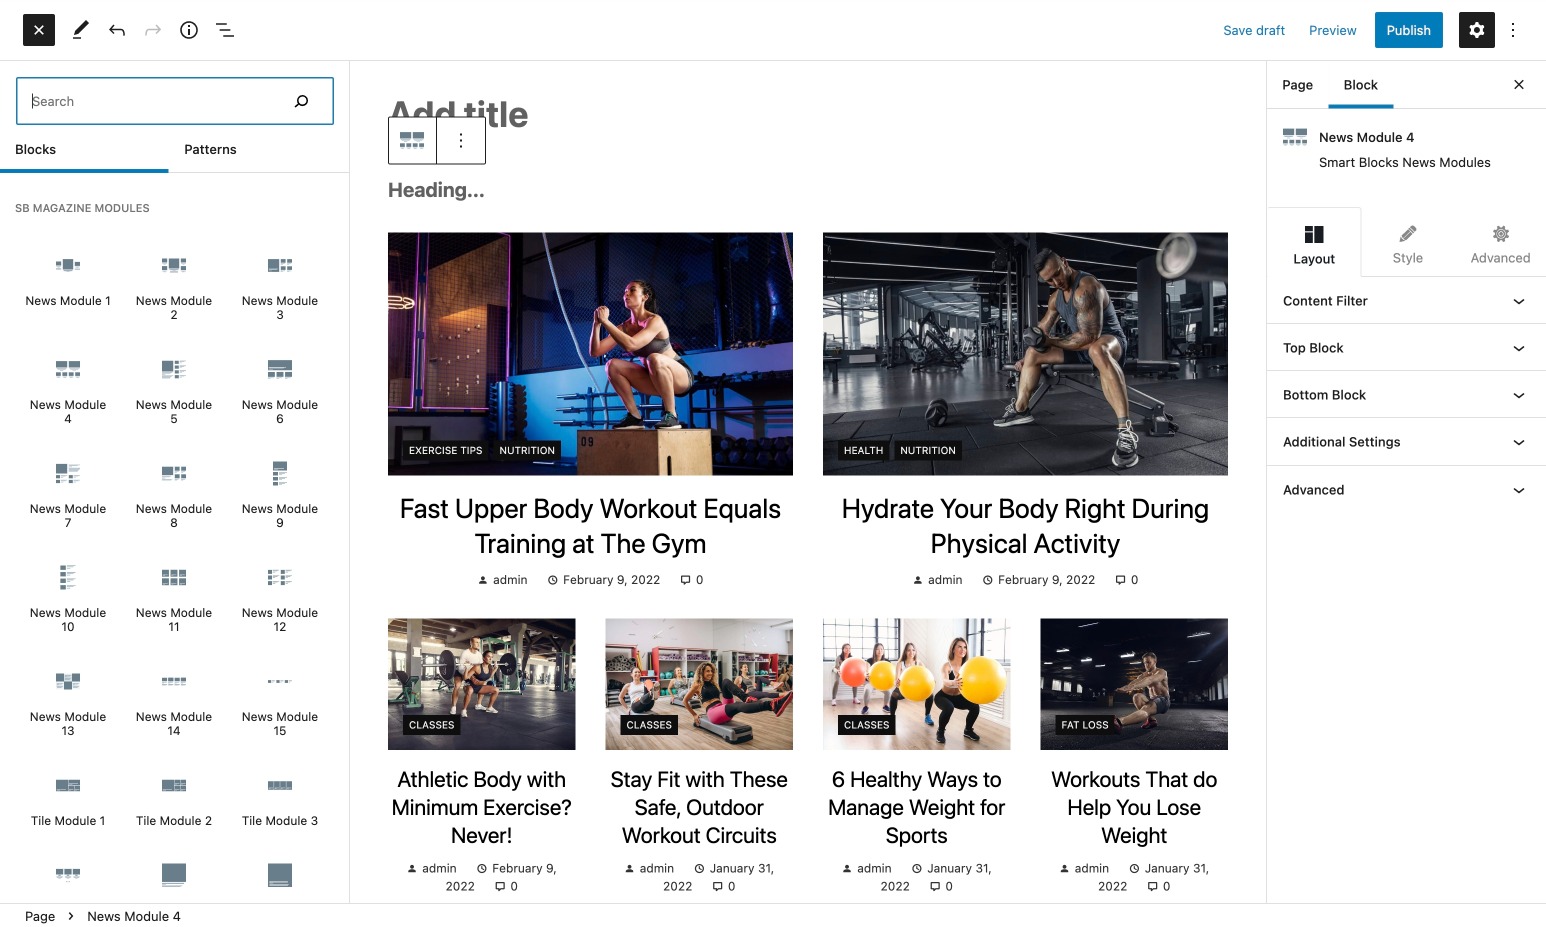 Save draft
Preview
Publish
Search
Blocks
Patterns
SB MAGAZINE MODULES
News Module 1
News Module
2
News Module
3
News Module
4
News Module
5
News Module
6
News Module
7
News Module
8
News Module
9
News Module
10
News Module
11
News Module
12
News Module
13
News Module
14
News Module
15
Tile Module 1
Tile Module 2
Tile Module 3
Add title
Heading...
09
EXERCISE TIPS
NUTRITION
Fast Upper Body Workout Equals
Training at The Gym
admin
February 9, 2022
0
HEALTH
NUTRITION
Hydrate Your Body Right During
Physical Activity
admin
February 9, 2022
0
CLASSES
Athletic Body with
Minimum Exercise?
Never!
admin
February 9,
2022
0
CLASSES
Stay Fit with These
Safe, Outdoor
Workout Circuits
admin
January 31,
2022
0
CLASSES
6 Healthy Ways to
Manage Weight for
Sports
admin
January 31,
2022
0
FAT LOSS
Workouts That do
Help You Lose
Weight
admin
January 31,
2022
0
Page
Block
News Module 4
Smart Blocks News Modules
Layout
Style
Advanced
Content Filter
Top Block
Bottom Block
Additional Settings
Advanced
Page
News Module 4